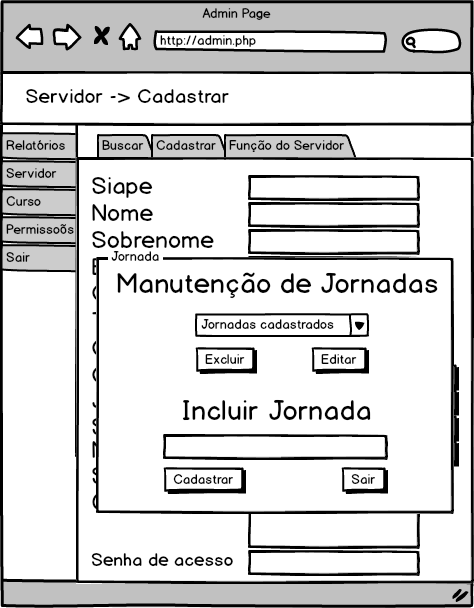 Admin Page
http://admin.php
Servidor -> Cadastrar
Relatórios
Servidor
Curso
Permissoõs
Sair
Buscar
Cadastrar
Função do Servidor
Siape
Nome
Sobrenome
Jornada
Manutenção de Jornadas
Jornadas cadastrados
Excluir
Editar
Incluir Jornada
Cadastrar
Sair
Senha de acesso